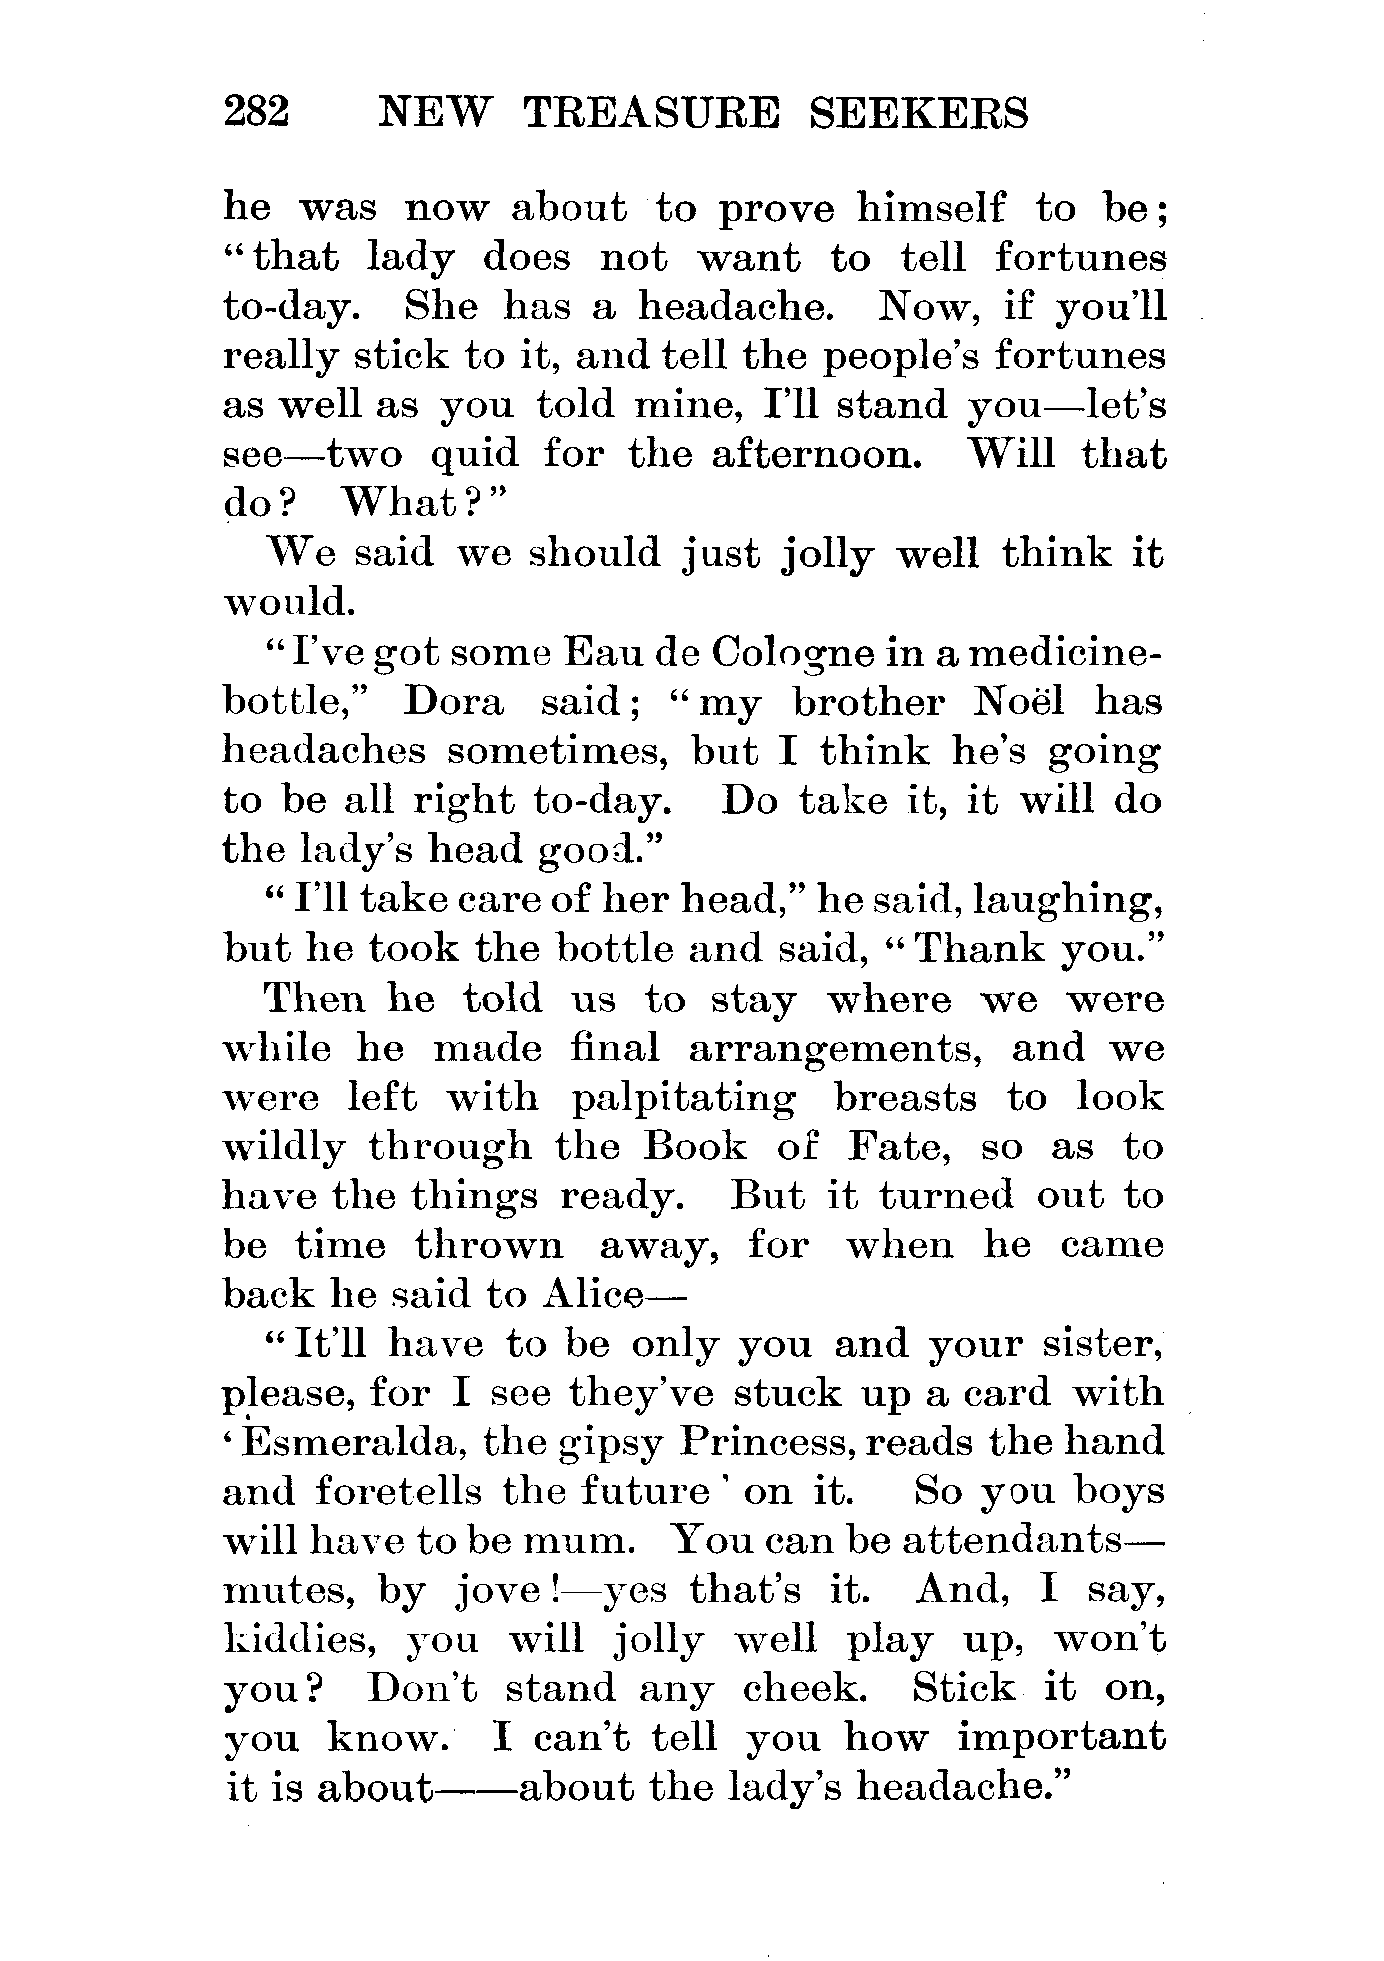 282 NEW TREASURE SEEKERS
he was now about to prove himself to be;
"that lady does not want to tell fortunes
to-day. She has a headache. Now, if you'll
really stick to it, and tell the people's fortunes
as well as you told mine, I'll stand you—let's
see—two quid for the afternoon. Will that
do? What?"
We said we should just jolly well think it
would.
"I've got some Eau de Cologne in a medicine-
bottle," Dora said; "my brother Noël has
headaches sometimes, but I think he's going
to be all right to-day. Do take it, it will do
the lady's head good."
"I'll take care of her head," he said, laughing,
but he took the bottle and said, "Thank you."
Then he told us to stay where we were
while he made final arrangements, and we
were left with palpitating breasts to look
wildly through the Book of Fate, so as to
have the things ready. But it turned out to
be time thrown away, for when he came
back he said to Alice—
"It'll have to be only you and your sister,
please, for I see they've stuck up a card with
'Esmeralda, the gipsy Princess, reads the hand
and foretells the future' on it. So you boys
will have to be mum. You can be attendants—
mutes, by jove!—yes that's it. And, I say,
kiddies, you will jolly well play up, won't
you? Don't stand any cheek. Stick it on,
you know. I can't tell you how important
it is about——about the lady's headache."